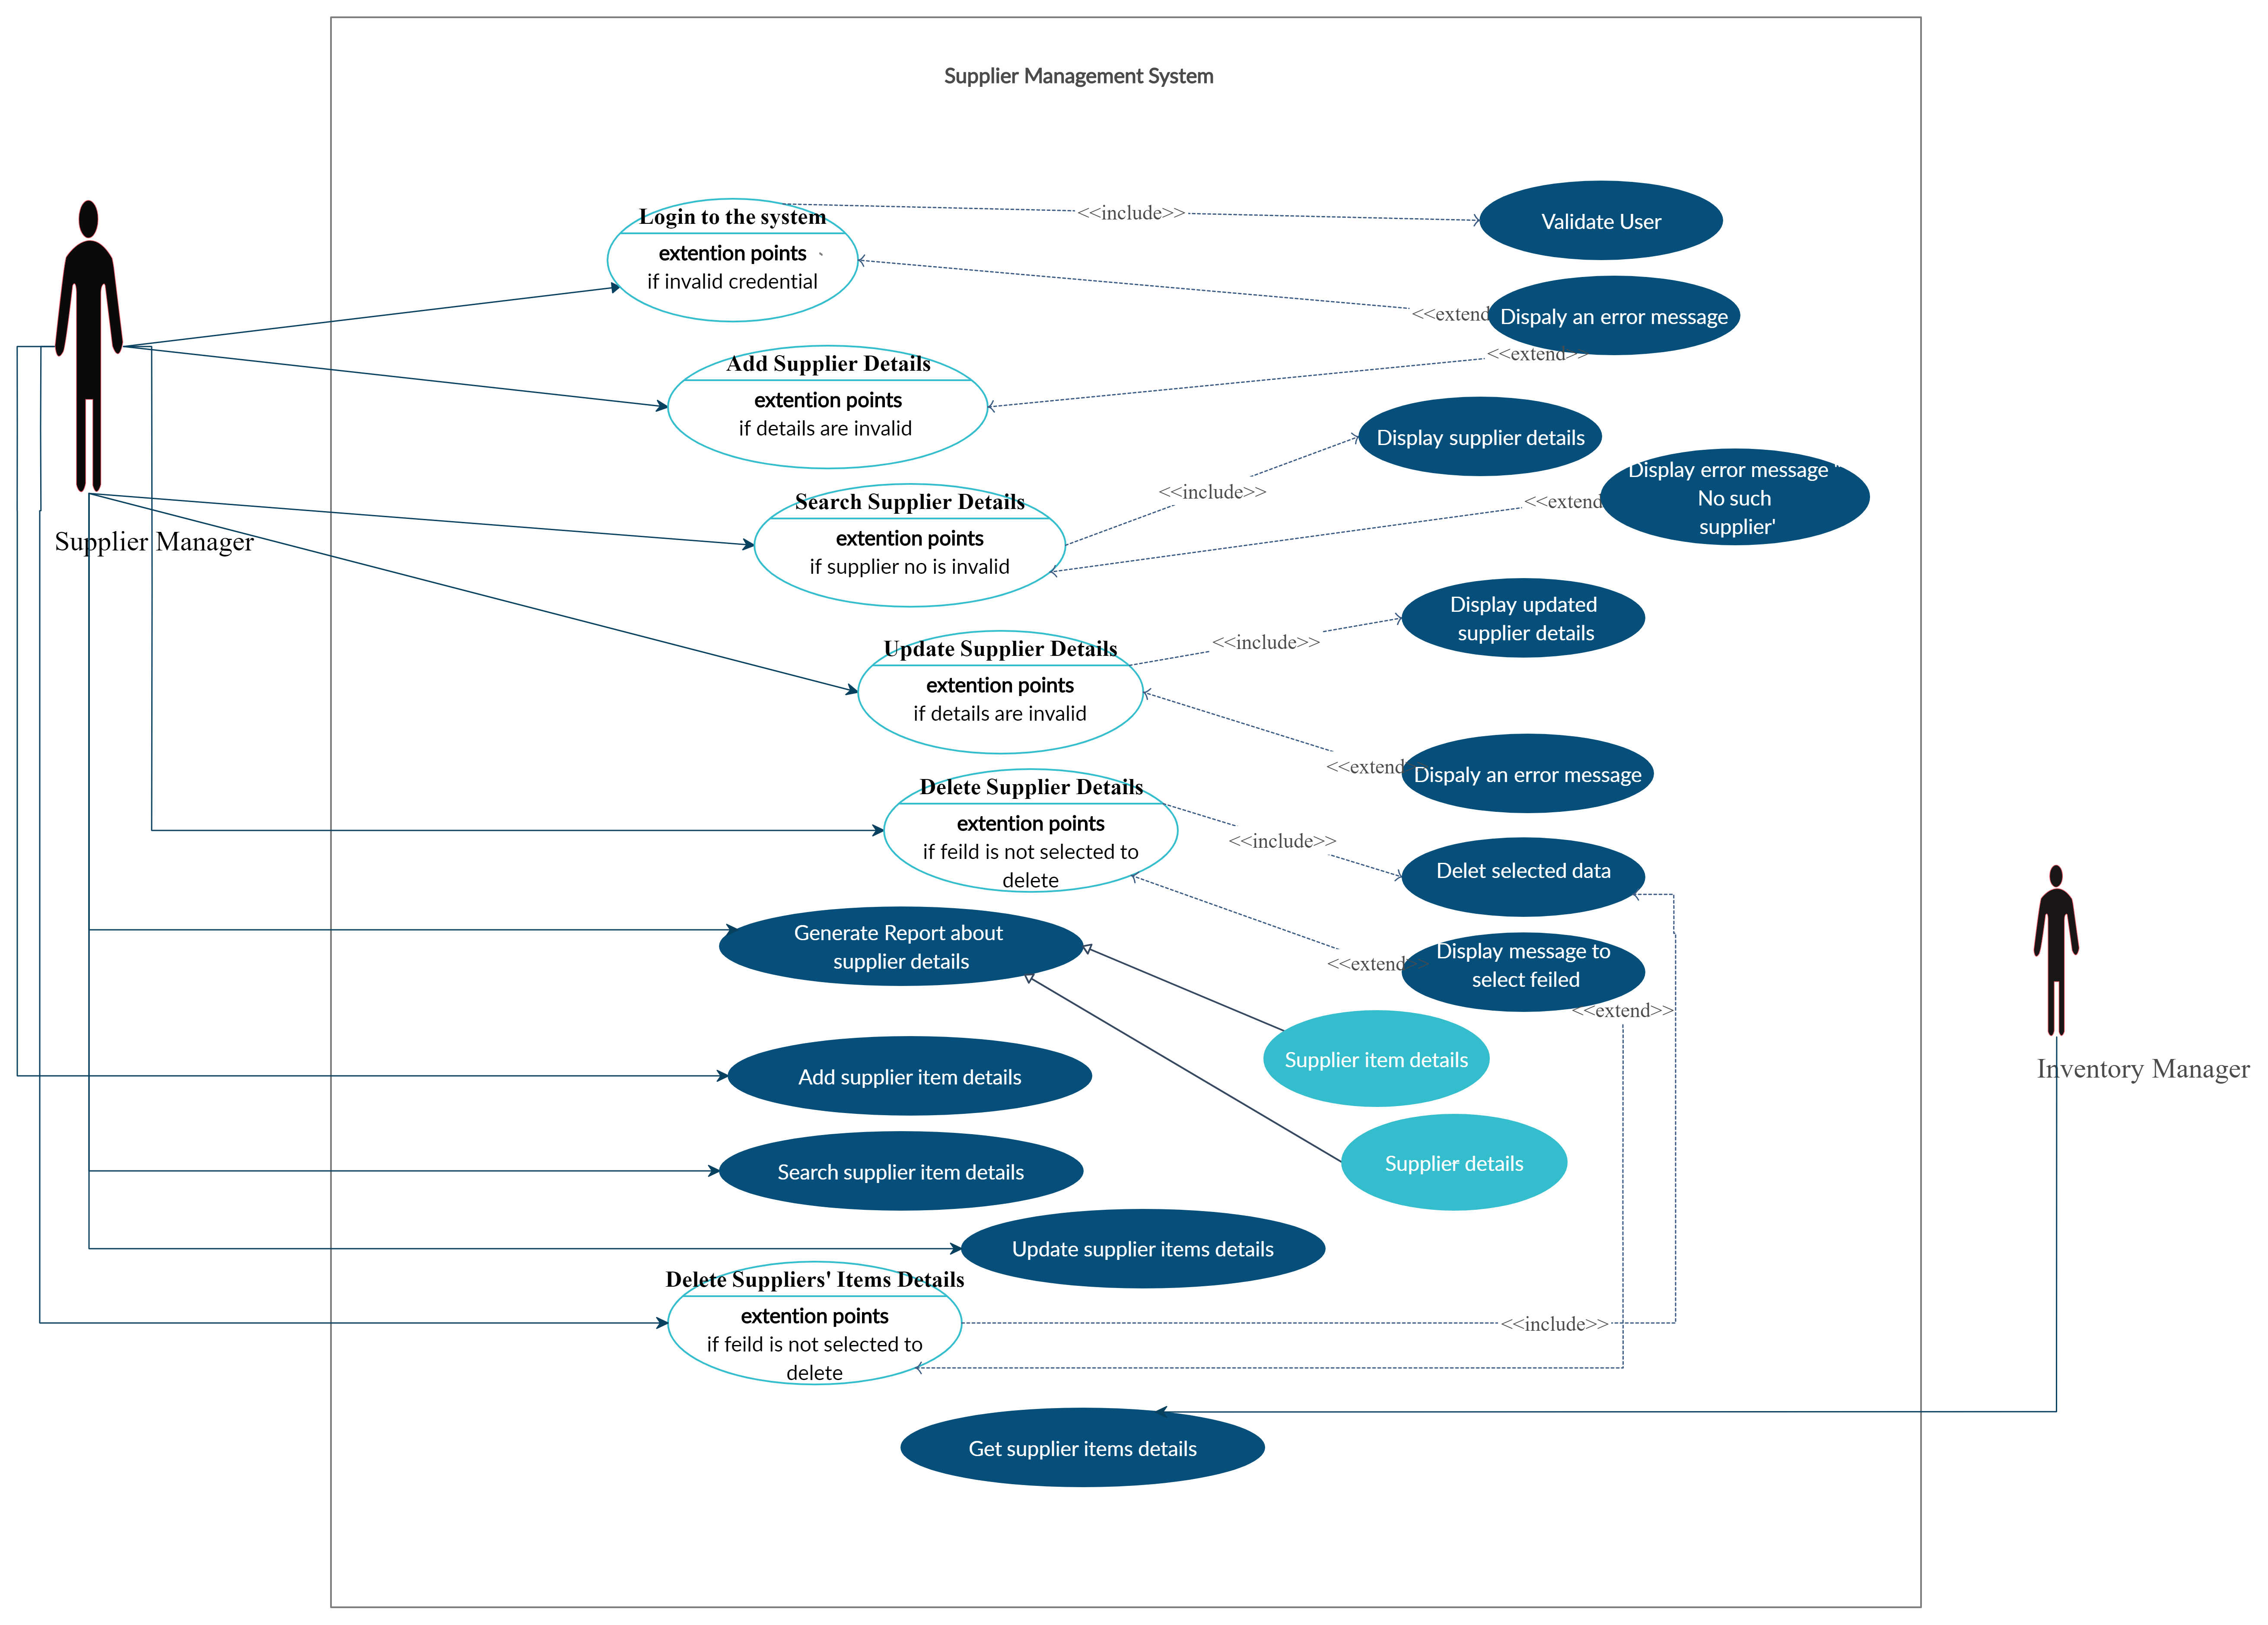 Supplier Management System
Login to the system
extention points
if invalid credential
<<include>>
Validate User
<<extend
Dispaly an error message
<<extend>>
Add Supplier Details
extention points
if details are invalid
Display supplier details
<<include>>
Search Supplier Details
extention points
if supplier no is invalid
<<extend
Display error message "
No such
supplier'
Supplier Manager
Display updated
supplier details
<<include>>
Update Supplier Details
extention points
if details are invalid
<<extend>
Dispaly an error message
Delete Supplier Details
extention points
if feild is not selected to
delete
<<include>>
Delet selected data
Generate Report about
supplier details
<<extend>>
Display message to
select feiled
<<extend>>
Supplier item details
Inventory Manager
Add supplier item details
Supplier details
Search supplier item details
Update supplier items details
Delete Suppliers' Items Details
extention points
if feild is not selected to
delete
<<include>>
Get supplier items details